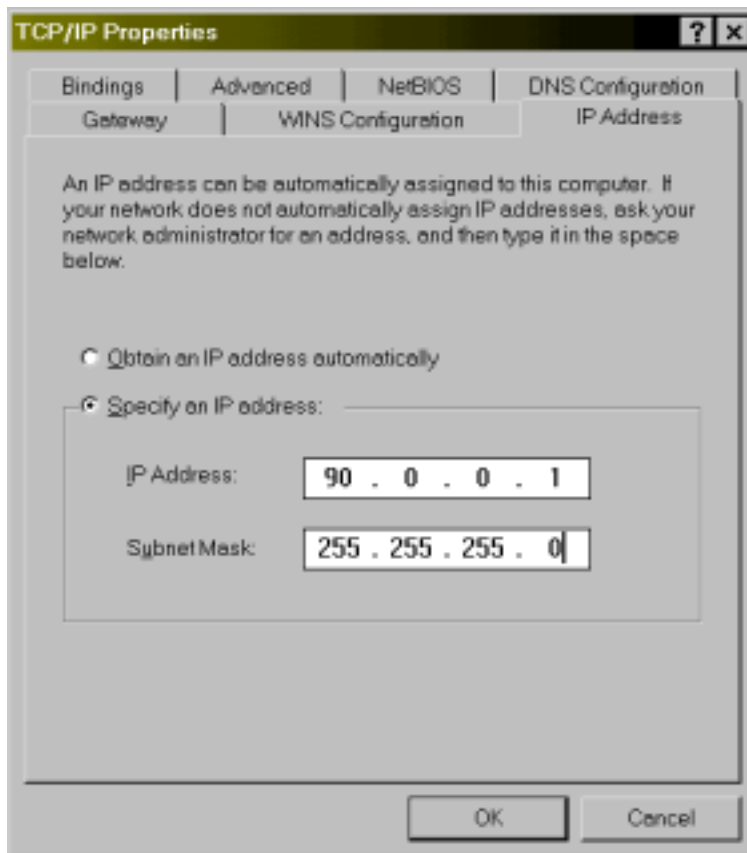 TCP/IP Properties
? ×
Bindings Advanced NetBIOS DNS Configuration
Gateway WINS Configuration IP Address
An IP address can be automatically assigned to this computer. If
your network does not automatically assign IP addresses, ask your
network administrator for an address, and then type it in the space
below.
Obtain an IP address automatically
Specify an IP address:
IP Address: 90 . 0 . 0 . 1
Subnet Mask: 255 . 255 . 255 . 0
OK Cancel